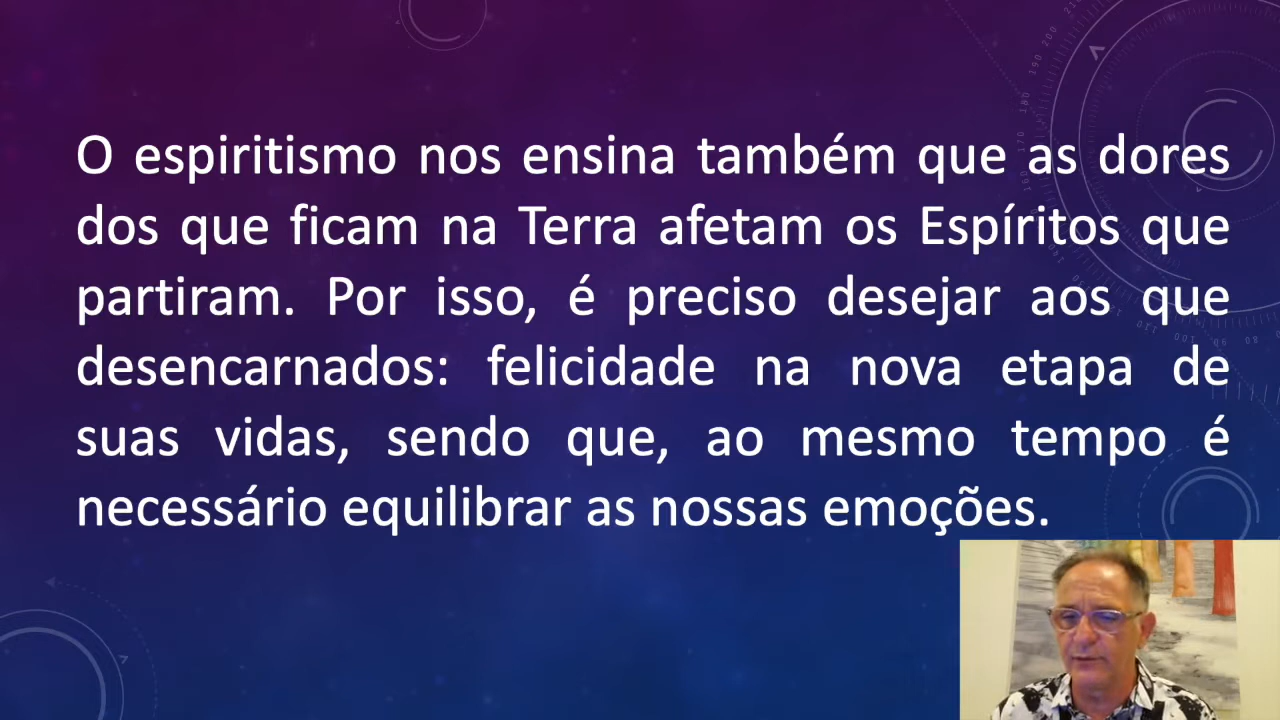 O espiritismo nos ensina também que as dores
dos que ficam na Terra afetam os Espíritos que
partiram. Por isso, é preciso desejar aos que
desencarnados: felicidade na nova etapa de
suas vidas, sendo que, ao mesmo tempo é
necessário equilibrar as nossas emoções.